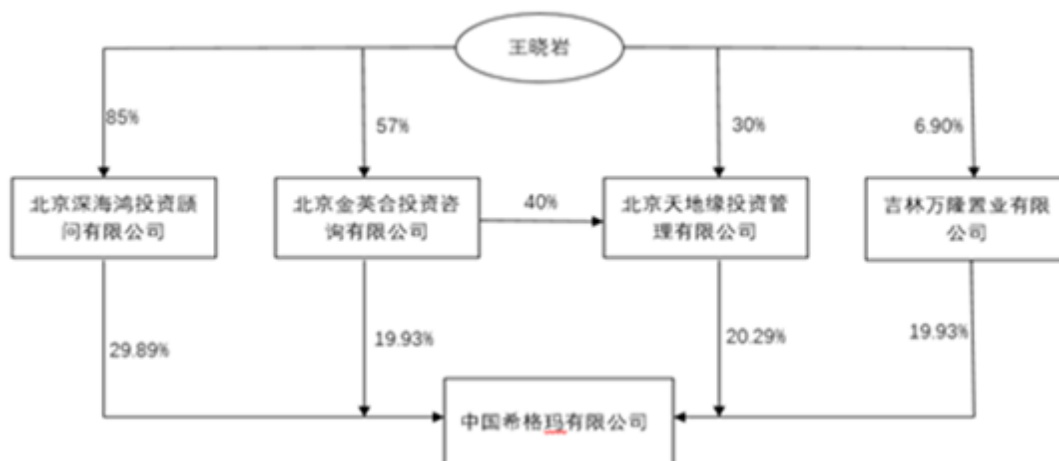 王晓岩
85%
57%
30%
6.90%
北京深海鸿投资顾
问有限公司
北京金英合投资咨
询有限公司
40%
北京天地缘投资管
理有限公司
吉林万隆置业有限
公司
29.89%
19.93%
20.29%
19.93%
中国希格玛有限公司